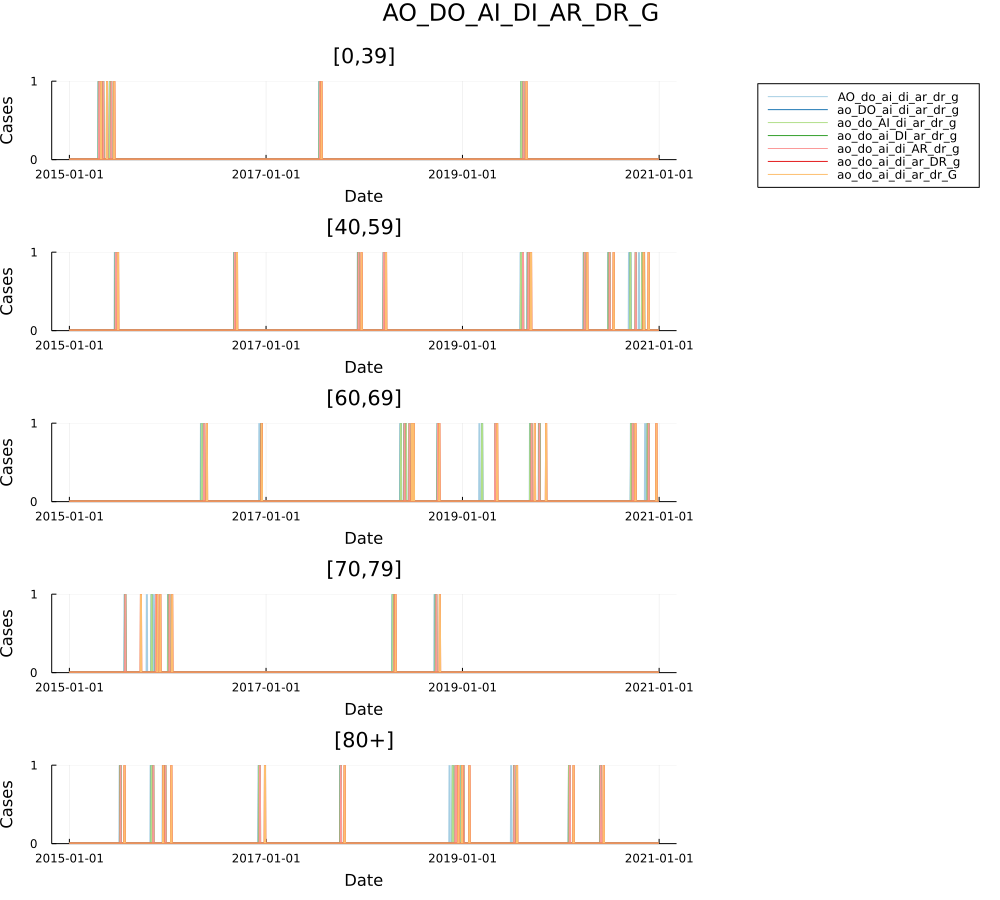 AO_DO_AI_DI_AR_DR_G
[0,39]
Cases
1
0
2015-01-01 2017-01-01 2019-01-01 2021-01-01
Date
AO_do_ai_di_ar_dr_g
ao_DO_ai_di_ar_dr_g
ao_do_AI_di_ar_dr_g
ao_do_ai_DI_ar_dr_g
ao_do_ai_di_AR_dr_g
ao_do_ai_di_ar_DR_g
ao_do_ai_di_ar_dr_G
[40,59]
Cases
1
0
2015-01-01 2017-01-01 2019-01-01 2021-01-01
Date
[60,69]
Cases
1
0
2015-01-01 2017-01-01 2019-01-01 2021-01-01
Date
[70,79]
Cases
1
0
2015-01-01 2017-01-01 2019-01-01 2021-01-01
Date
[80+]
Cases
1
0
2015-01-01 2017-01-01 2019-01-01 2021-01-01
Date